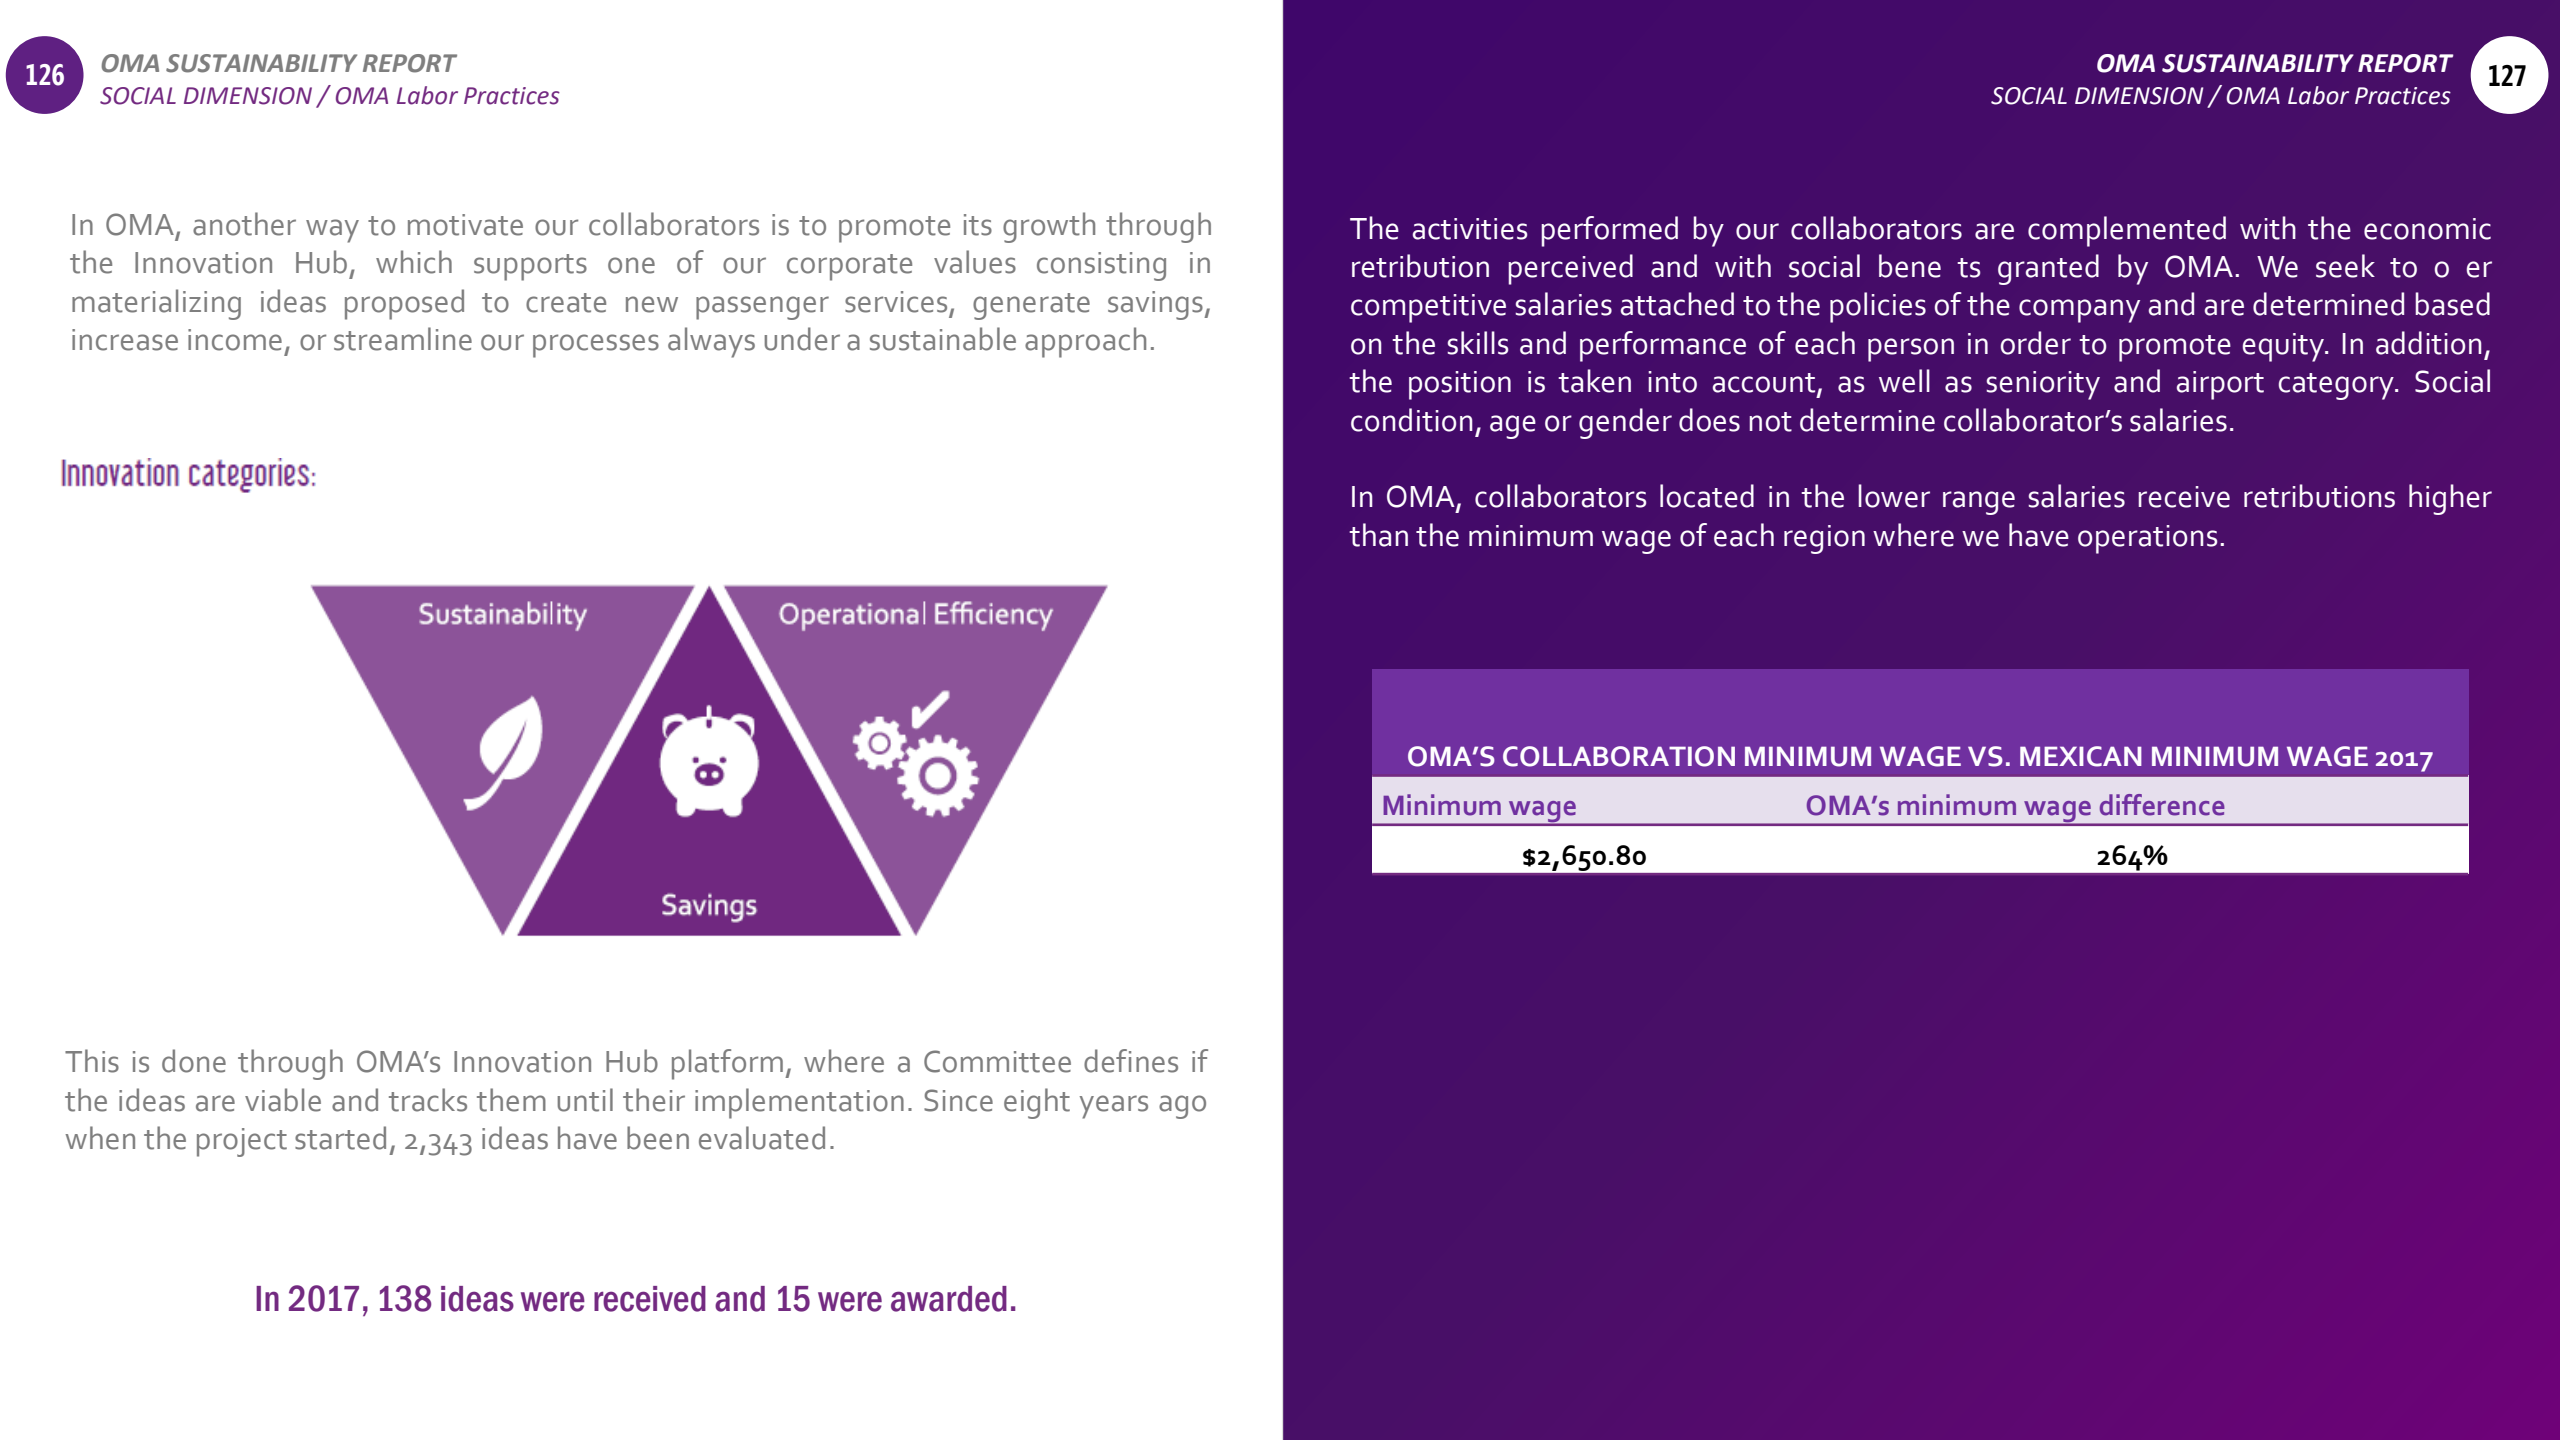 126
OMA SUSTAINABILITY REPORT
SOCIAL DIMENSION / OMA Labor Practices
In OMA, another way to motivate our collaborators is to promote its growth through
the Innovation Hub, which supports one of our corporate values consisting in
materializing ideas proposed to create new passenger services, generate savings,
increase income, or streamline our processes always under a sustainable approach.
Innovation categories:
Sustainability
Operational Efficiency
Savings
This is done through OMA’s Innovation Hub platform, where a Committee defines if
the ideas are viable and tracks them until their implementation. Since eight years ago
when the project started, 2,343 ideas have been evaluated.
In 2017, 138 ideas were received and 15 were awarded.
OMA SUSTAINABILITY REPORT
SOCIAL DIMENSION / OMA Labor Practices
127
The activities performed by our collaborators are complemented with the economic
retribution perceived and with social bene ts granted by OMA. We seek to o er
competitive salaries attached to the policies of the company and are determined based
on the skills and performance of each person in order to promote equity. In addition,
the position is taken into account, as well as seniority and airport category. Social
condition, age or gender does not determine collaborator’s salaries.
In OMA, collaborators located in the lower range salaries receive retributions higher
than the minimum wage of each region where we have operations.
OMA’S COLLABORATION MINIMUM WAGE VS. MEXICAN MINIMUM WAGE 2017
Minimum wage OMA’s minimum wage difference
$2,650.80 264%